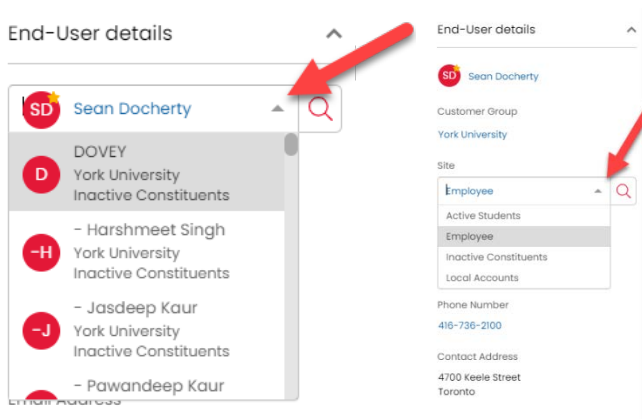 End-User details
SD Sean Docherty
D
DOVEY
York University
Inactive Constituents
-H
- Harshmeet Singh
York University
Inactive Constituents
-J
- Jasdeep Kaur
York University
Inactive Constituents
- Pawandeep Kaur
Email Address
End-User details
SD Sean Docherty
Customer Group
York University
Site
Employee
Active Students
Employee
Inactive Constituents
Local Accounts
Phone Number
416-736-2100
Contact Address
4700 Keele Street
Toronto